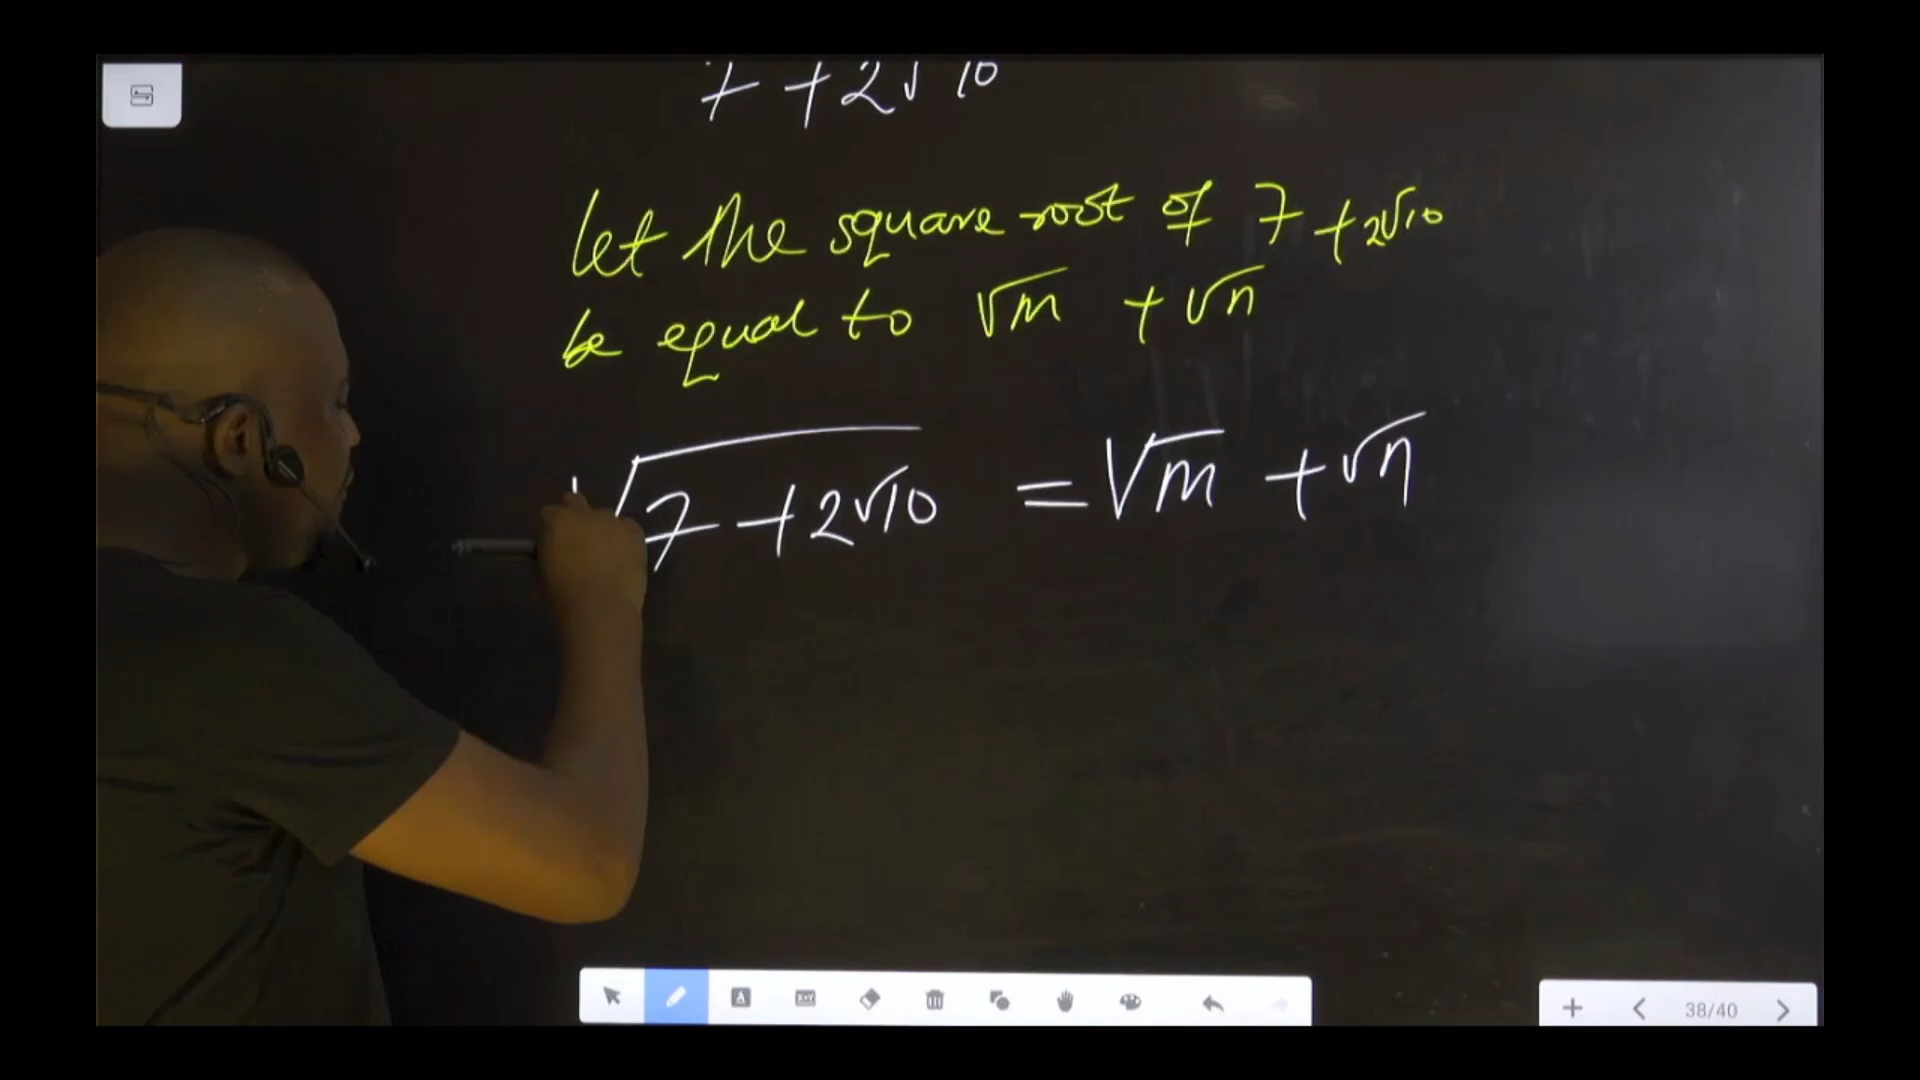 7 + 2√10
let the square root of 7 + 2√10
be equal to √m + √n
√7 + 2√10 = √m + √n
38/40